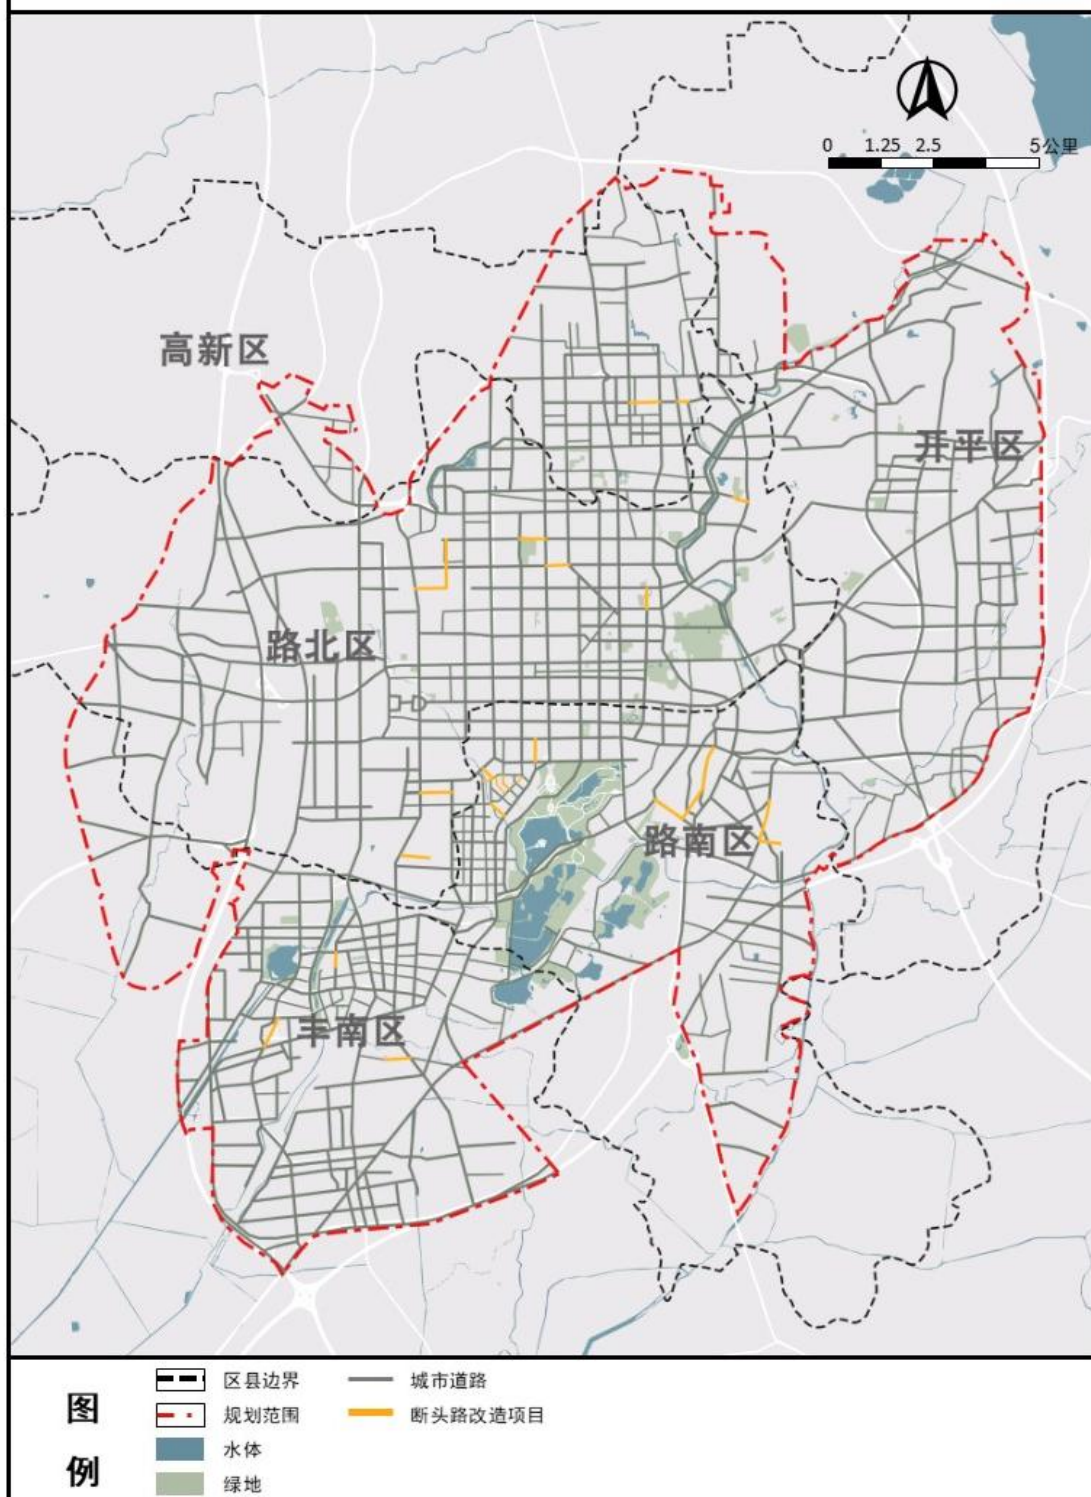 0 1.25 2.5 5公里
高新区
开平区
路北区
路南区
丰南区
图例
区县边界
规划范围
水体
绿地
城市道路
断头路改造项目